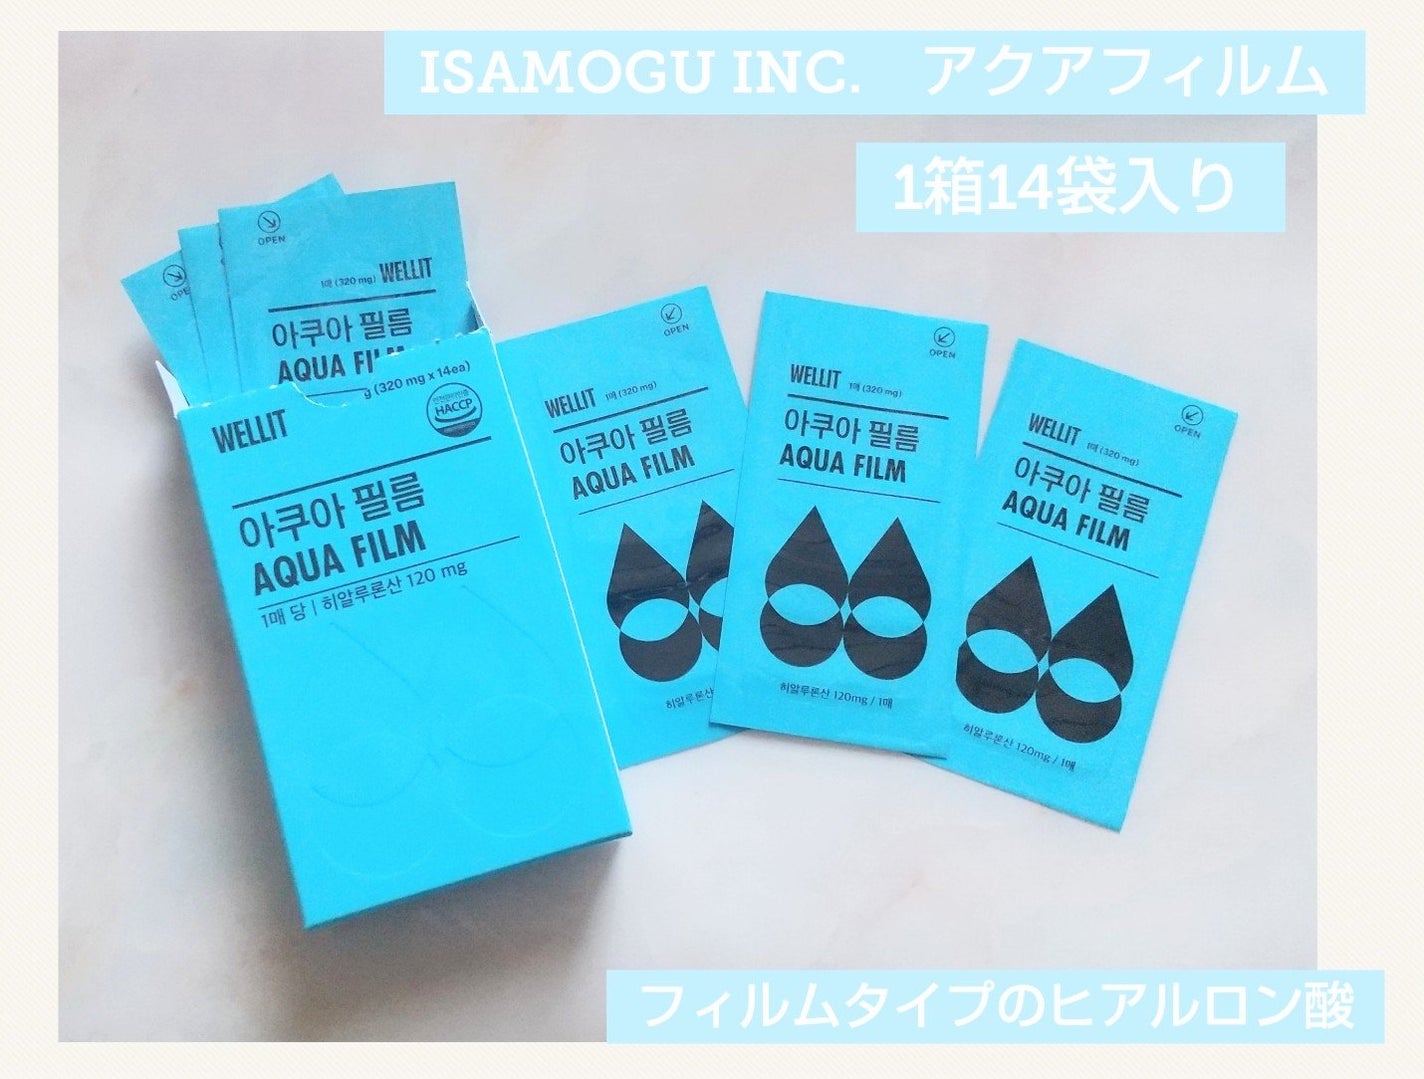 ISAMOGU INC. アクアフィルム
1箱14袋入り
OPEN
1매 (320 mg) WELLIT
아쿠아 필름
AQUA FILM
g (320 mg x 14ea)
HACCP
WELLIT
아쿠아 필름
AQUA FILM
1매 당 | 히알루론산 120 mg
OPEN
WELLIT 1매 (320 mg)
아쿠아 필름
AQUA FILM
히알루론산
OPEN
WELLIT 1매 (320 mg)
아쿠아 필름
AQUA FILM
히알루론산 120mg / 1매
OPEN
WELLIT 1매 (320 mg)
아쿠아 필름
AQUA FILM
히알루론산 120mg / 1매
フィルムタイプのヒアルロン酸